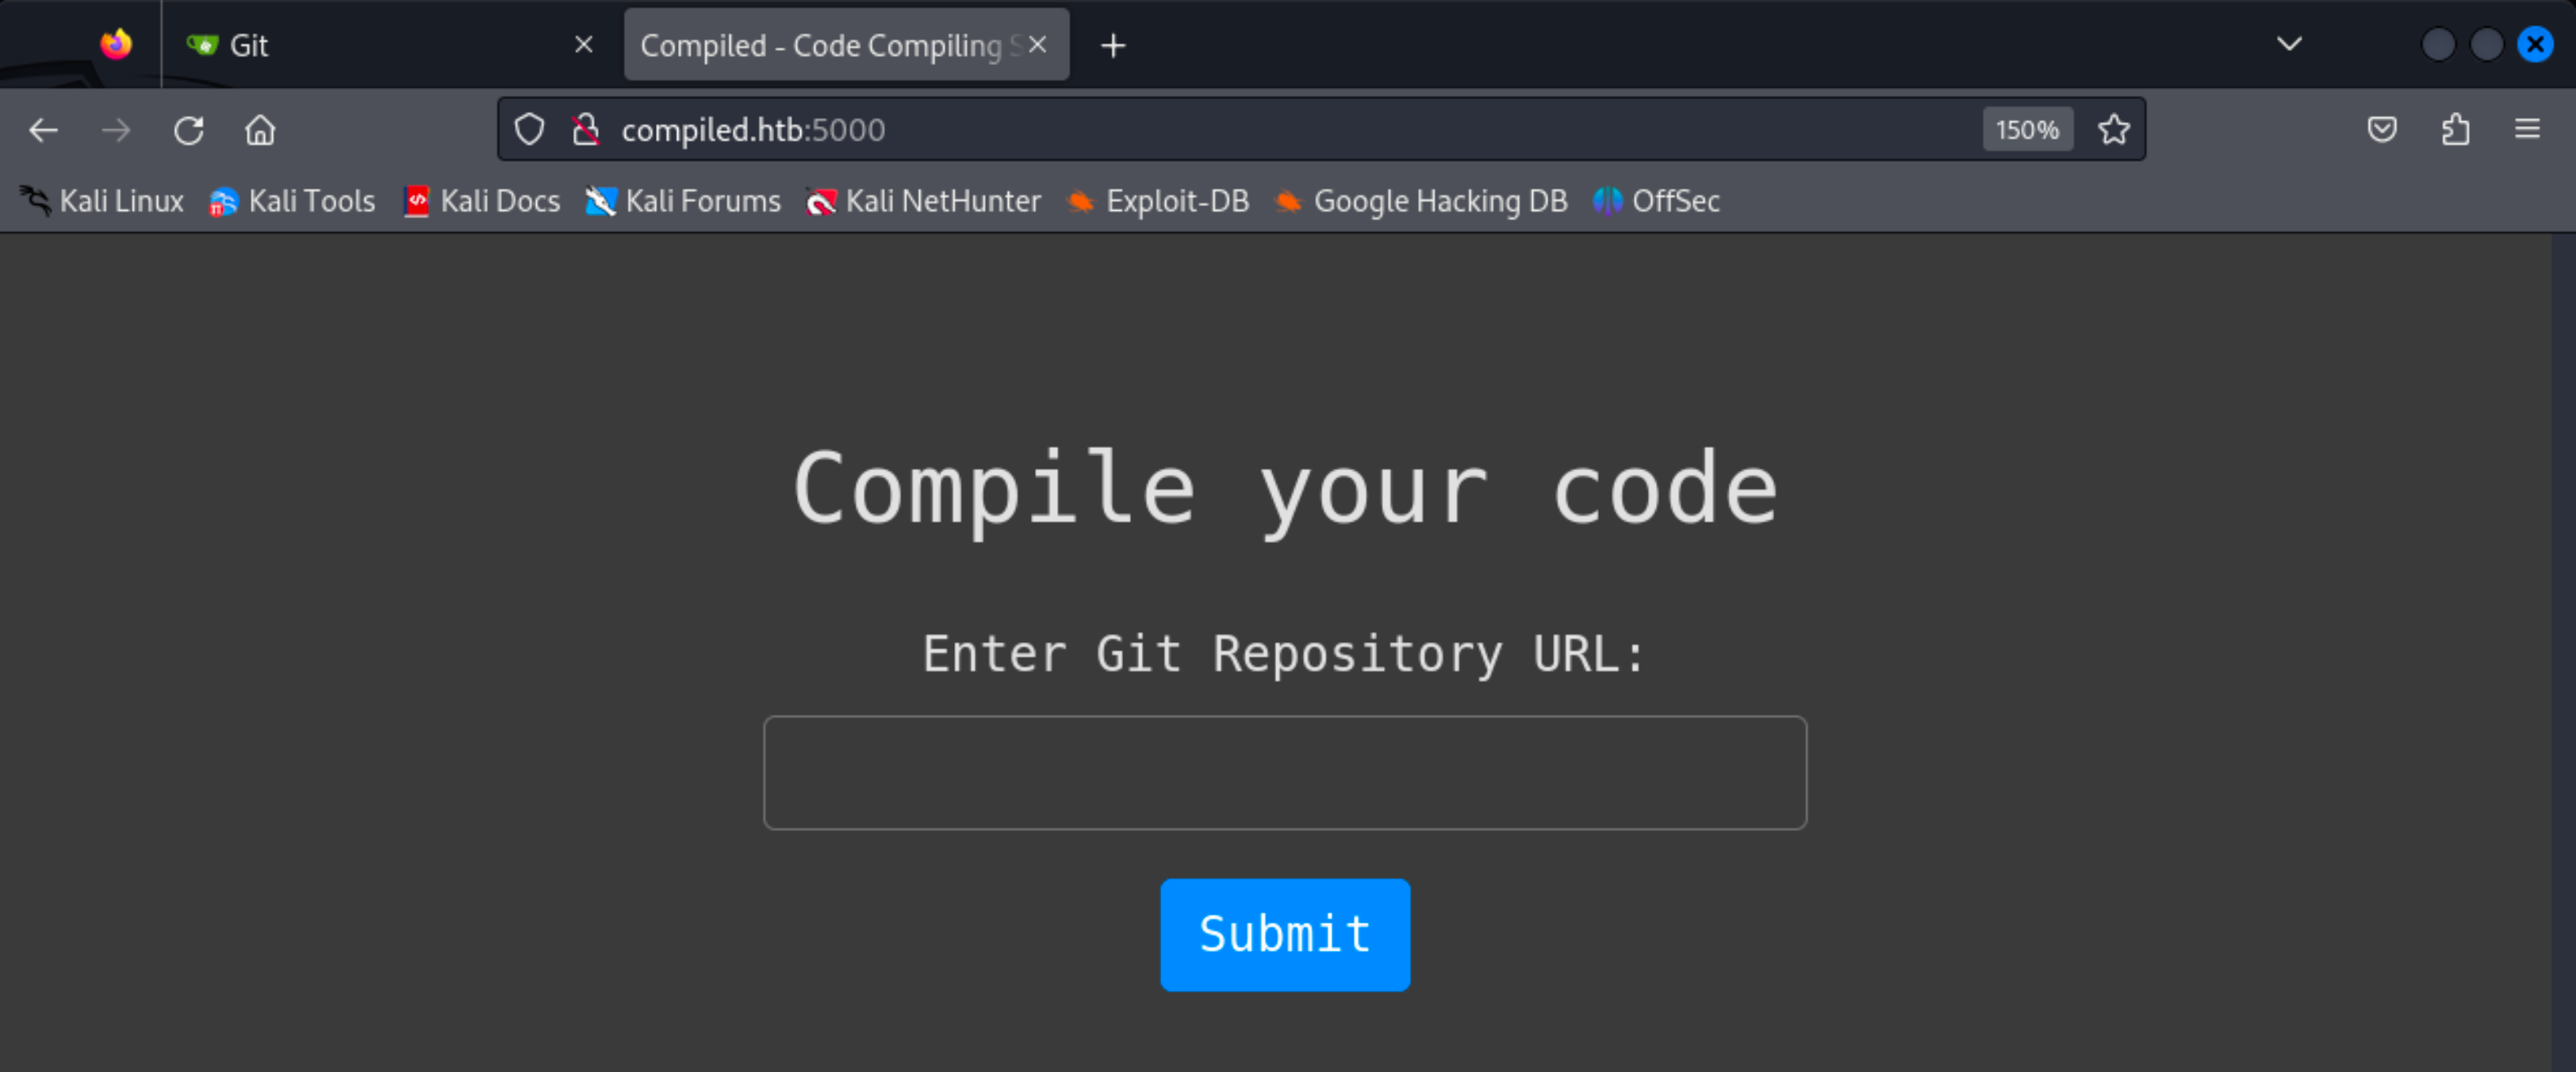 Git
Compiled - Code Compiling S
compiled.htb:5000
150%
Kali Linux Kali Tools Kali Docs Kali Forums Kali NetHunter Exploit-DB Google Hacking DB OffSec
Compile your code
Enter Git Repository URL:
Submit